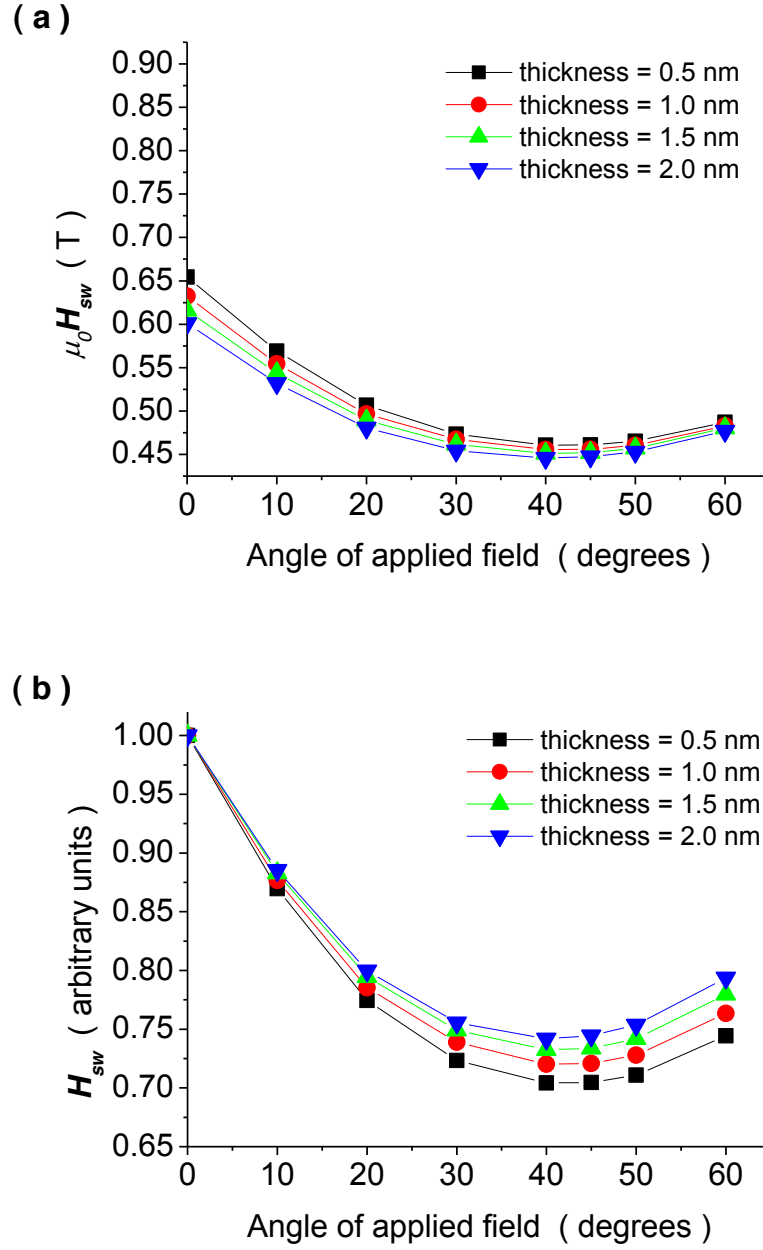 ( a )
0.90
0.85
0.80
0.75
0.70
0.65
0.60
0.55
0.50
0.45
μ0Hsw ( T )
thickness = 0.5 nm
thickness = 1.0 nm
thickness = 1.5 nm
thickness = 2.0 nm
0 10 20 30 40 50 60
Angle of applied field ( degrees )
( b )
1.00
0.95
0.90
0.85
0.80
0.75
0.70
0.65
Hsw ( arbitrary units )
thickness = 0.5 nm
thickness = 1.0 nm
thickness = 1.5 nm
thickness = 2.0 nm
0 10 20 30 40 50 60
Angle of applied field ( degrees )